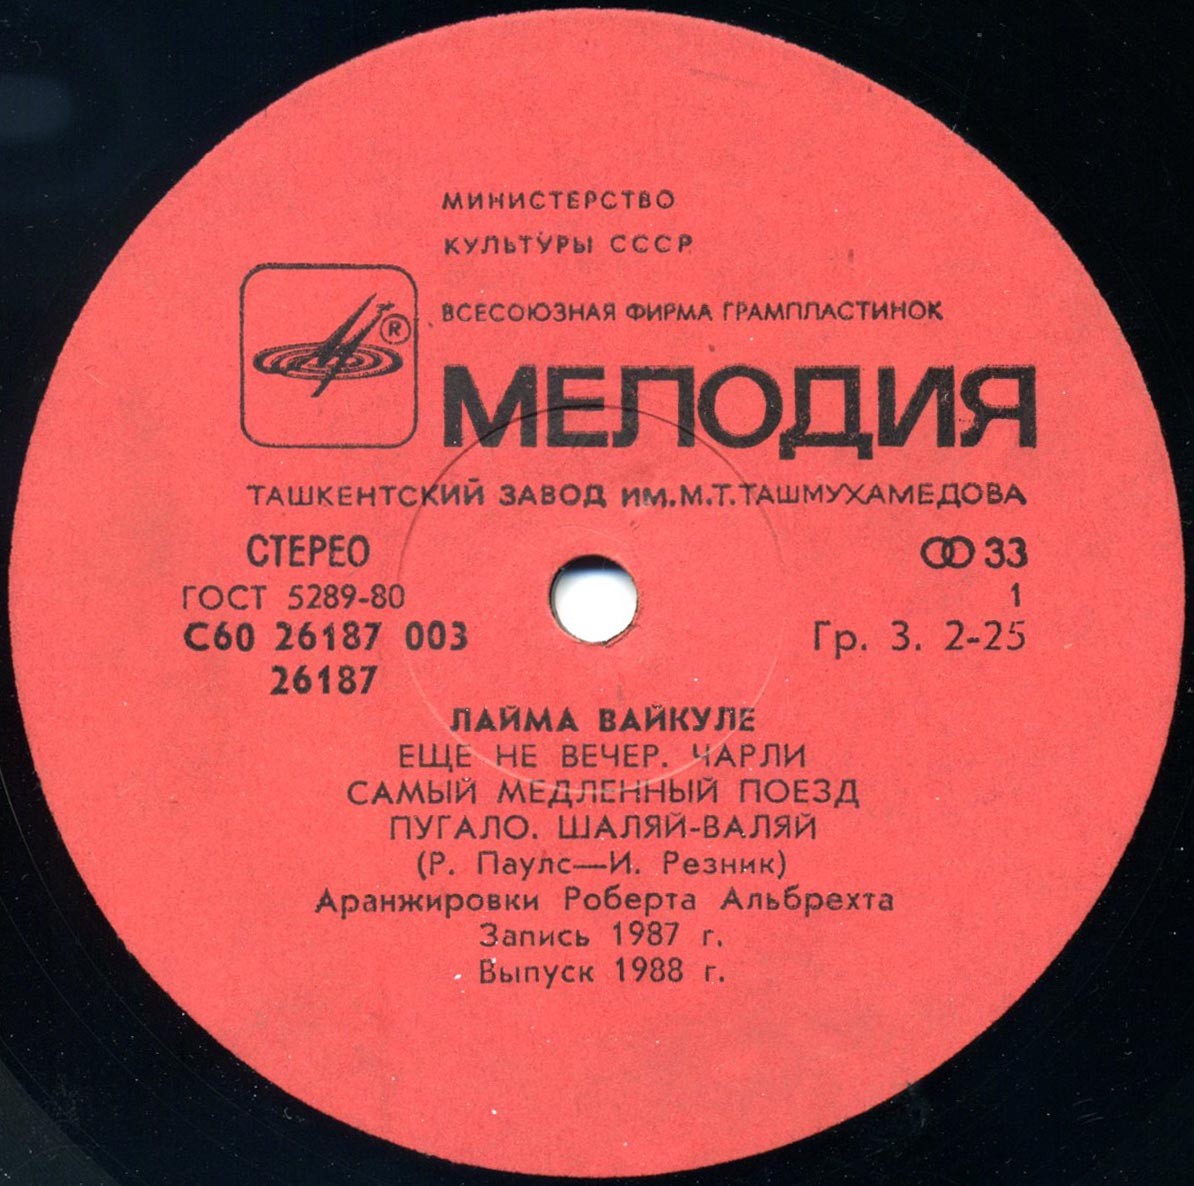 МИНИСТЕРСТВО
КУЛЬТУРЫ СССР
ВСЕСОЮЗНАЯ ФИРМА ГРАМПЛАСТИНОК
®
МЕЛОДИЯ
ТАШКЕНТСКИЙ ЗАВОД ИМ.М.Т.ТАШМУХАМЕДОВА
СТЕРЕО
33
ГОСТ 5289-80
1
С60 26187 003
Гр. 3. 2-25
26187
ЛАЙМА ВАЙКУЛЕ
ЕЩЕ НЕ ВЕЧЕР. ЧАРЛИ
САМЫЙ МЕДЛЕННЫЙ ПОЕЗД
ПУГАЛО. ШАЛЯЙ-ВАЛЯЙ
(Р. Паулс—И. Резник)
Аранжировки Роберта Альбрехта
Запись 1987 г.
Выпуск 1988 г.